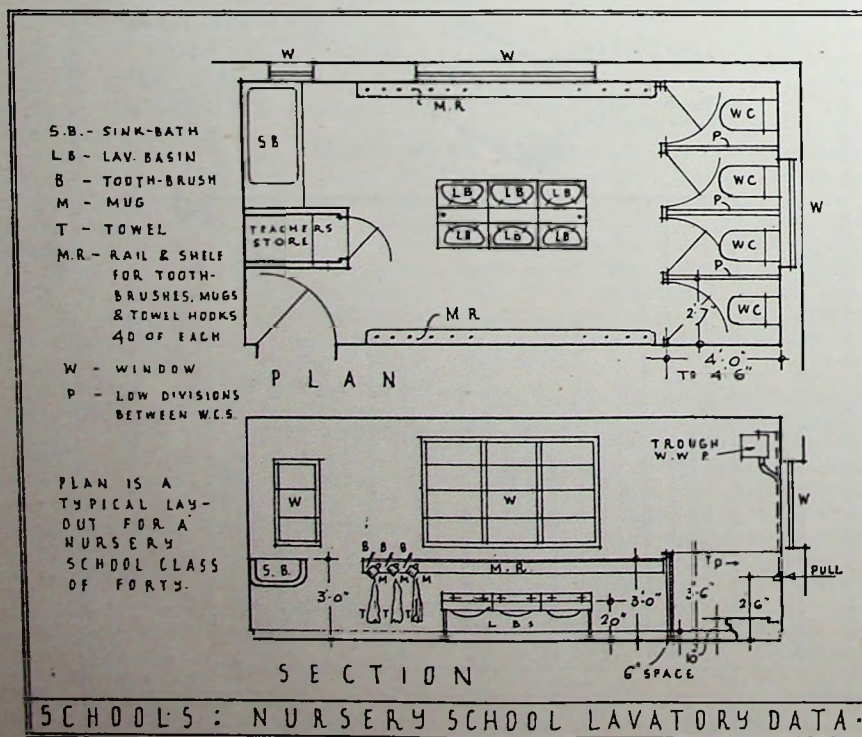 W
W
S.B. - SINK-BATH
LB - LAV. BASIN
B - TOOTH-BRUSH
M - MUG
T - TOWEL
M.R - RAIL & SHELF
FOR TOOTH-
BRUSHES, MUGS
& TOWEL HOOKS
40 OF EACH
W - WINDOW
P - LOW DIVISIONS
BETWEEN W.C.S.
PLAN IS A
TYPICAL LAY-
OUT FOR A
NURSERY
SCHOOL CLASS
OF FORTY.
M.R
SB
WC
P
LB LB LB
WC
P
W
TEACHERS
STORE
LB LB LB
WC
P
WC
M R
2'-7"
4'-0"
TO 4'6"
PLAN
TROUGH
W.W.P.
W
W
W
B B B
M.R.
S.B.
M M M
P
PULL
3'-0"
T T T
L B S
2'0"
3'-0"
3'-6"
2'6"
10"
6" SPACE
SECTION
SCHOOLS: NURSERY SCHOOL LAVATORY DATA.